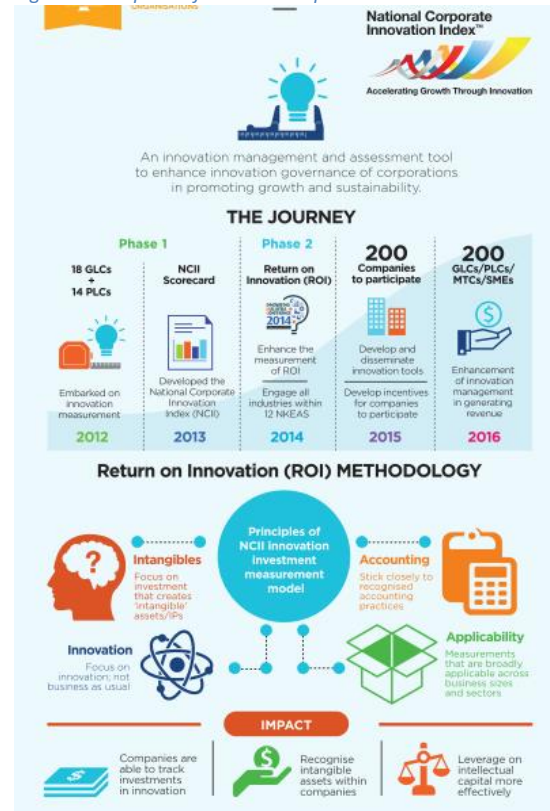 ORGANISATIONS
National Corporate
Innovation Index™
Accelerating Growth Through Innovation
An innovation management and assessment tool
to enhance innovation governance of corporations
in promoting growth and sustainability.
THE JOURNEY
Phase 1
Phase 2
18 GLCs
+
14 PLCs
Embarked on
innovation
measurement
2012
NCII
Scorecard
Developed the
National Corporate
Innovation
Index (NCII)
2013
Return on
Innovation (ROI)
2014
Enhance the
measurement
of ROI
Engage all
industries within
12 NKEAS
2014
200
Companies
to participate
Develop and
disseminate
innovation tools
Develop incentives
for companies
to participate
2015
200
GLCs/PLCs/
MTCs/SMEs
Enhancement
of innovation
management
in generating
revenue
2016
Return on Innovation (ROI) METHODOLOGY
Principles of
NCII innovation
investment
measurement
model
Intangibles
Focus on
investment
that creates
'intangible'
assets/IPs
Accounting
Stick closely to
recognised
accounting
practices
Innovation
Focus on
innovation; not
business as usual
Applicability
Measurements
that are broadly
applicable across
business sizes
and sectors
IMPACT
Companies are
able to track
investments
in innovation
Recognise
intangible
assets within
companies
Leverage on
intellectual
capital more
effectively